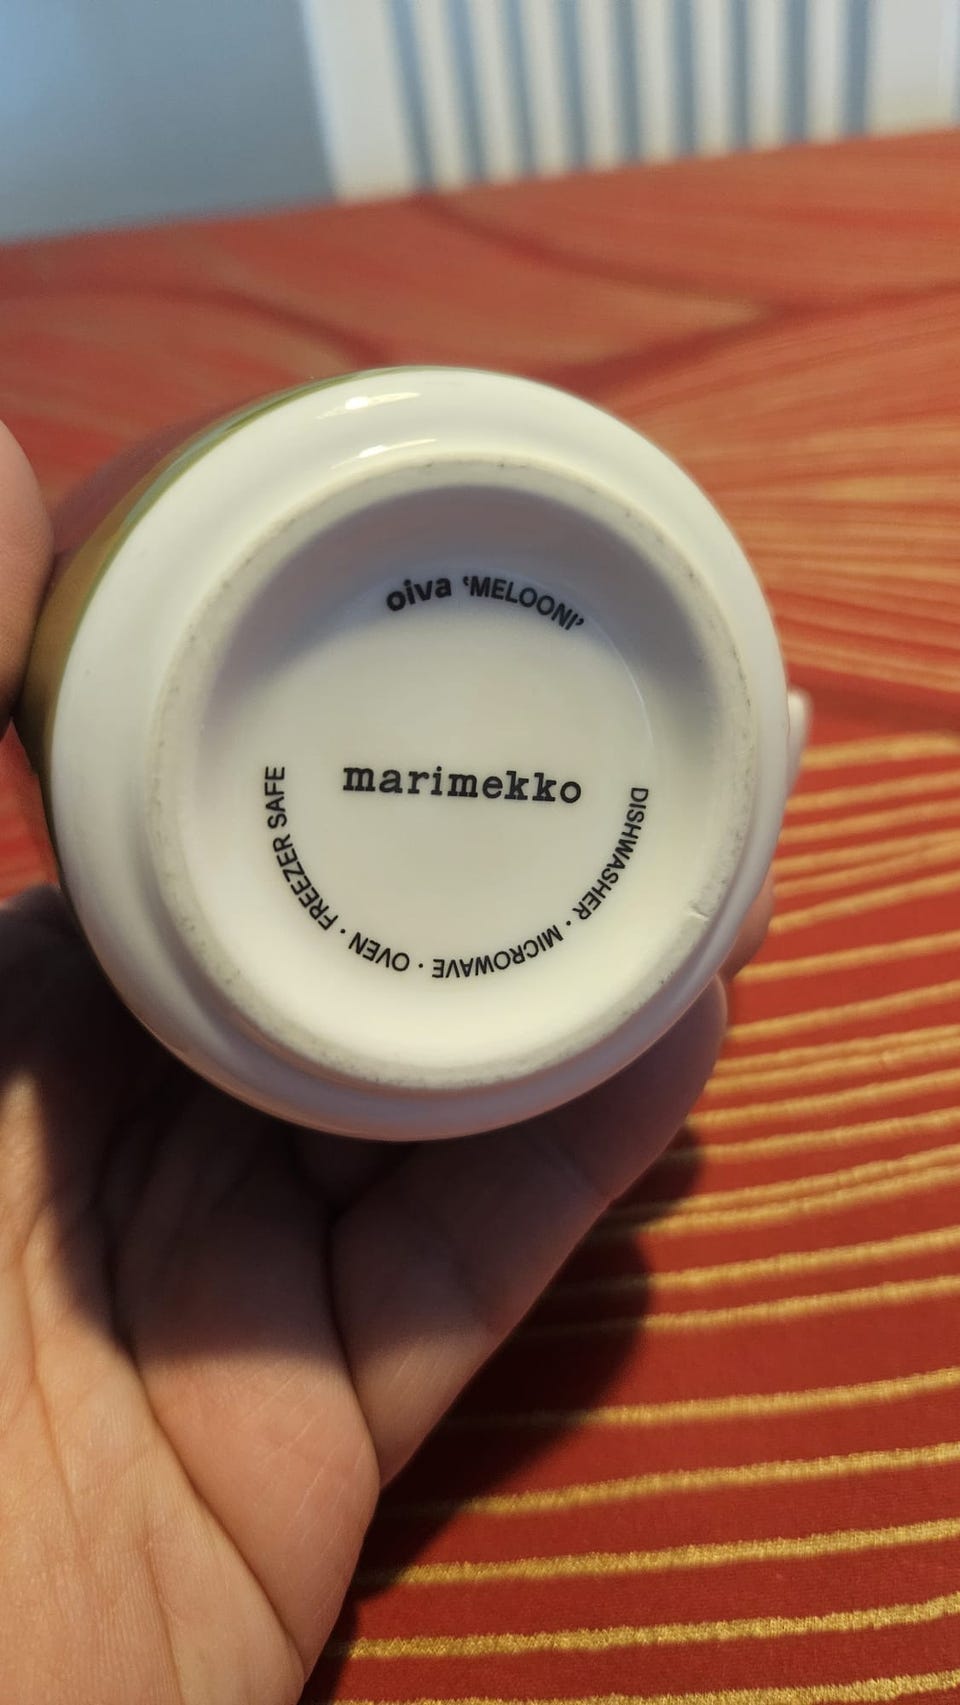 oiva ‘MELOONI’
marimekko
DISHWASHER · MICROWAVE · OVEN · FREEZER SAFE